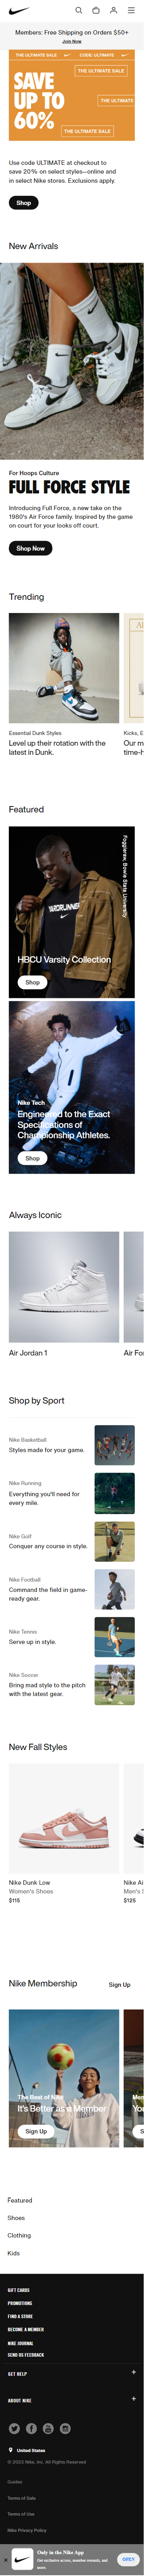 Members: Free Shipping on Orders $50+
Join Now
THE ULTIMATE SALE CODE: ULTIMATE
SAVE
UP TO
60%
THE ULTIMATE SALE
THE ULTIMATE
THE ULTIMATE SALE
Use code ULTIMATE at checkout to
save 20% on select styles—online and
in select Nike stores. Exclusions apply.
Shop
New Arrivals
For Hoops Culture
FULL FORCE STYLE
Introducing Full Force, a new take on the
1980's Air Force family. Inspired by the game
on court for your looks off court.
Shop Now
Trending
Essential Dunk Styles
Level up their rotation with the
latest in Dunk.
Kicks, E
Our m
time-h
Featured
YARDRUNNER
HBCU Varsity Collection
Shop
Nike Tech
Engineered to the Exact
Specifications of
Championship Athletes.
Shop
Always Iconic
Air Jordan 1
Air For
Shop by Sport
Nike Basketball
Styles made for your game.
Nike Running
Everything you'll need for
every mile.
Nike Golf
Conquer any course in style.
Nike Football
Command the field in game-
ready gear.
Nike Tennis
Serve up in style.
Nike Soccer
Bring mad style to the pitch
with the latest gear.
New Fall Styles
Nike Dunk Low
Women's Shoes
$115
Nike Ai
Men's S
$125
Nike Membership
Sign Up
The Best of Nike
It's Better as a Member
Sign Up
Mem
You
S
Featured
Shoes
Clothing
Kids
GIFT CARDS
PROMOTIONS
FIND A STORE
BECOME A MEMBER
NIKE JOURNAL
SEND US FEEDBACK
GET HELP
ABOUT NIKE
United States
© 2023 Nike, Inc. All Rights Reserved
Guides
Terms of Sale
Terms of Use
Nike Privacy Policy
Only in the Nike App
Get exclusive access, member rewards, and
more.
OPEN